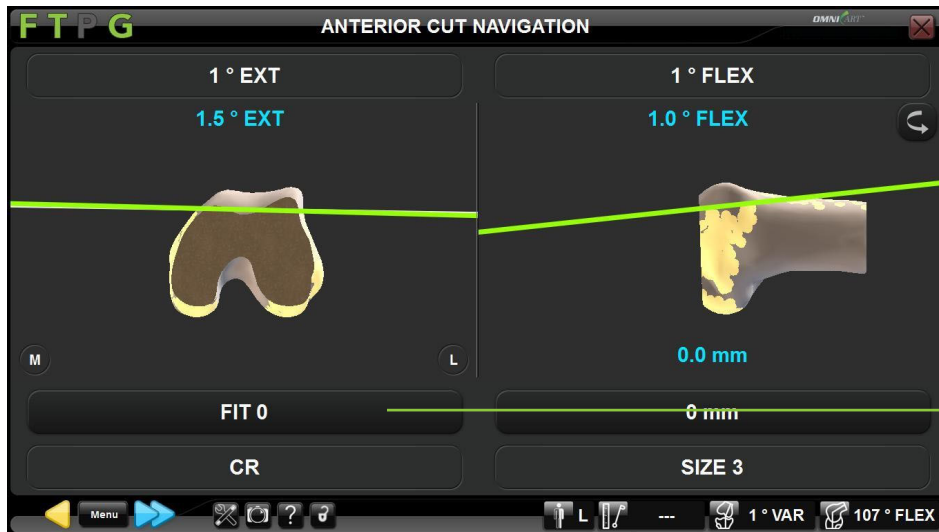 FTPG
ANTERIOR CUT NAVIGATION
OMNI ART™
1 ° EXT
1 ° FLEX
1.5 ° EXT
1.0 ° FLEX
M
L
0.0 mm
FIT 0
0 mm
CR
SIZE 3
Menu
?
L
---
1 ° VAR
107 ° FLEX